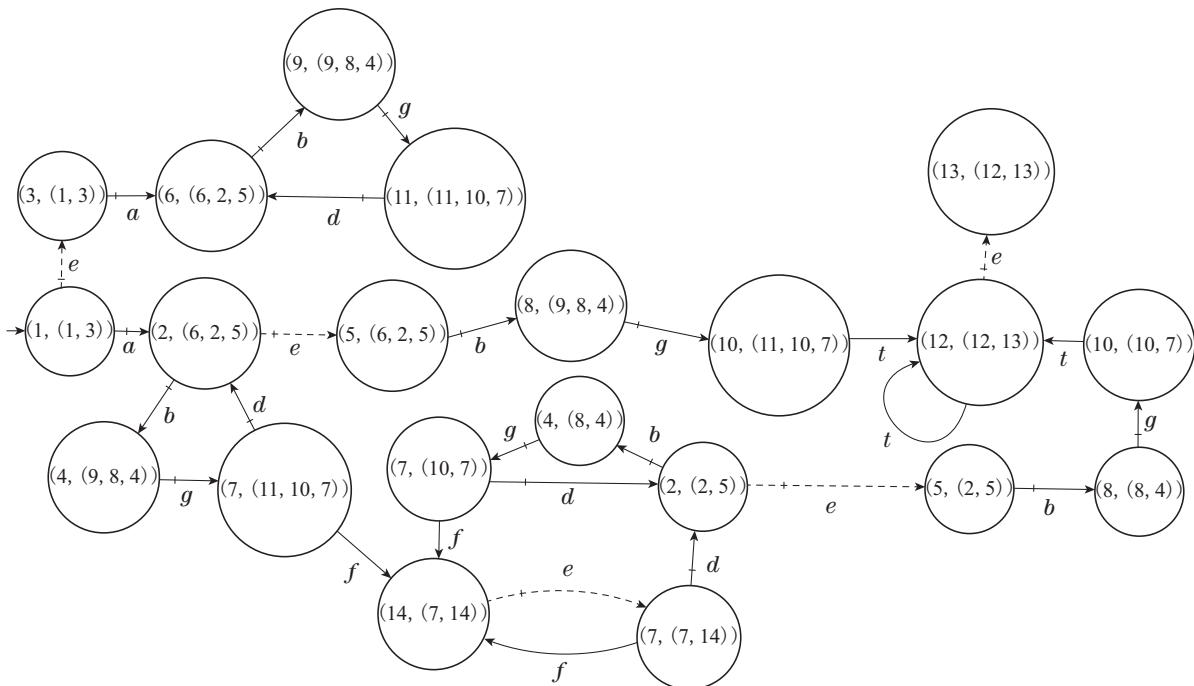 (9, (9, 8, 4))
g
b
(13, (12, 13))
(3, (1, 3))
a
(6, (6, 2, 5))
d
(11, (11, 10, 7))
e
e
(1, (1, 3))
a
(2, (6, 2, 5))
e
(5, (6, 2, 5))
b
(8, (9, 8, 4))
g
(10, (11, 10, 7))
t
(12, (12, 13))
t
(10, (10, 7))
t
b
d
g
(4, (8, 4))
b
g
(4, (9, 8, 4))
g
(7, (11, 10, 7))
(7, (10, 7))
d
(2, (2, 5))
e
(5, (2, 5))
b
(8, (8, 4))
f
f
e
d
(14, (7, 14))
(7, (7, 14))
f